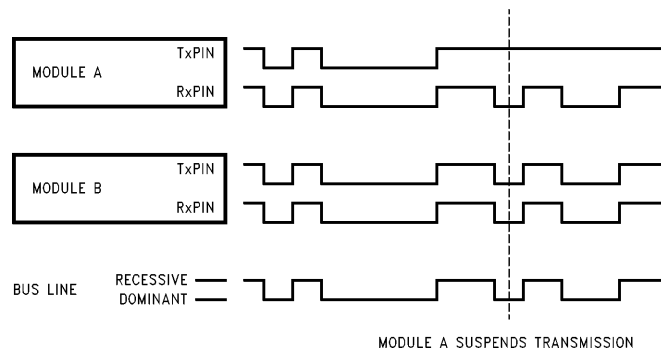 TxPIN
MODULE A
RxPIN
TxPIN
MODULE B
RxPIN
BUS LINE
RECESSIVE
DOMINANT
MODULE A SUSPENDS TRANSMISSION